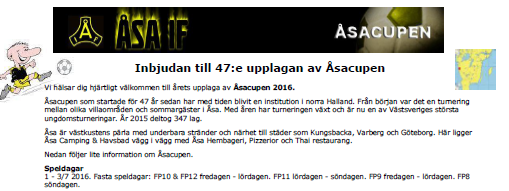 ÅIF
ÅSA IF
ÅSACUPEN
Inbjudan till 47:e upplagan av Åsacupen
Vi hälsar dig hjärtligt välkommen till årets upplaga av Åsacupen 2016.
Åsacupen som startade för 47 år sedan har med tiden blivit en institution i norra Halland. Från början var det en turnering
mellan olika villaområden och sommargäster i Åsa. Med åren har turneringen växt och är nu en av Västsveriges största
ungdomsturneringar. År 2015 deltog 347 lag.
Åsa är västkustens pärla med underbara stränder och närhet till städer som Kungsbacka, Varberg och Göteborg. Här ligger
Åsa Camping & Havsbad vägg i vägg med Åsa Hembageri, Pizzerior och Thai restaurang.
Nedan följer lite information om Åsacupen.
Speldagar
1 - 3/7 2016. Fasta speldagar: FP10 & FP12 fredagen - lördagen. FP11 lördagen - söndagen. FP9 fredagen - lördagen. FP8
söndagen.